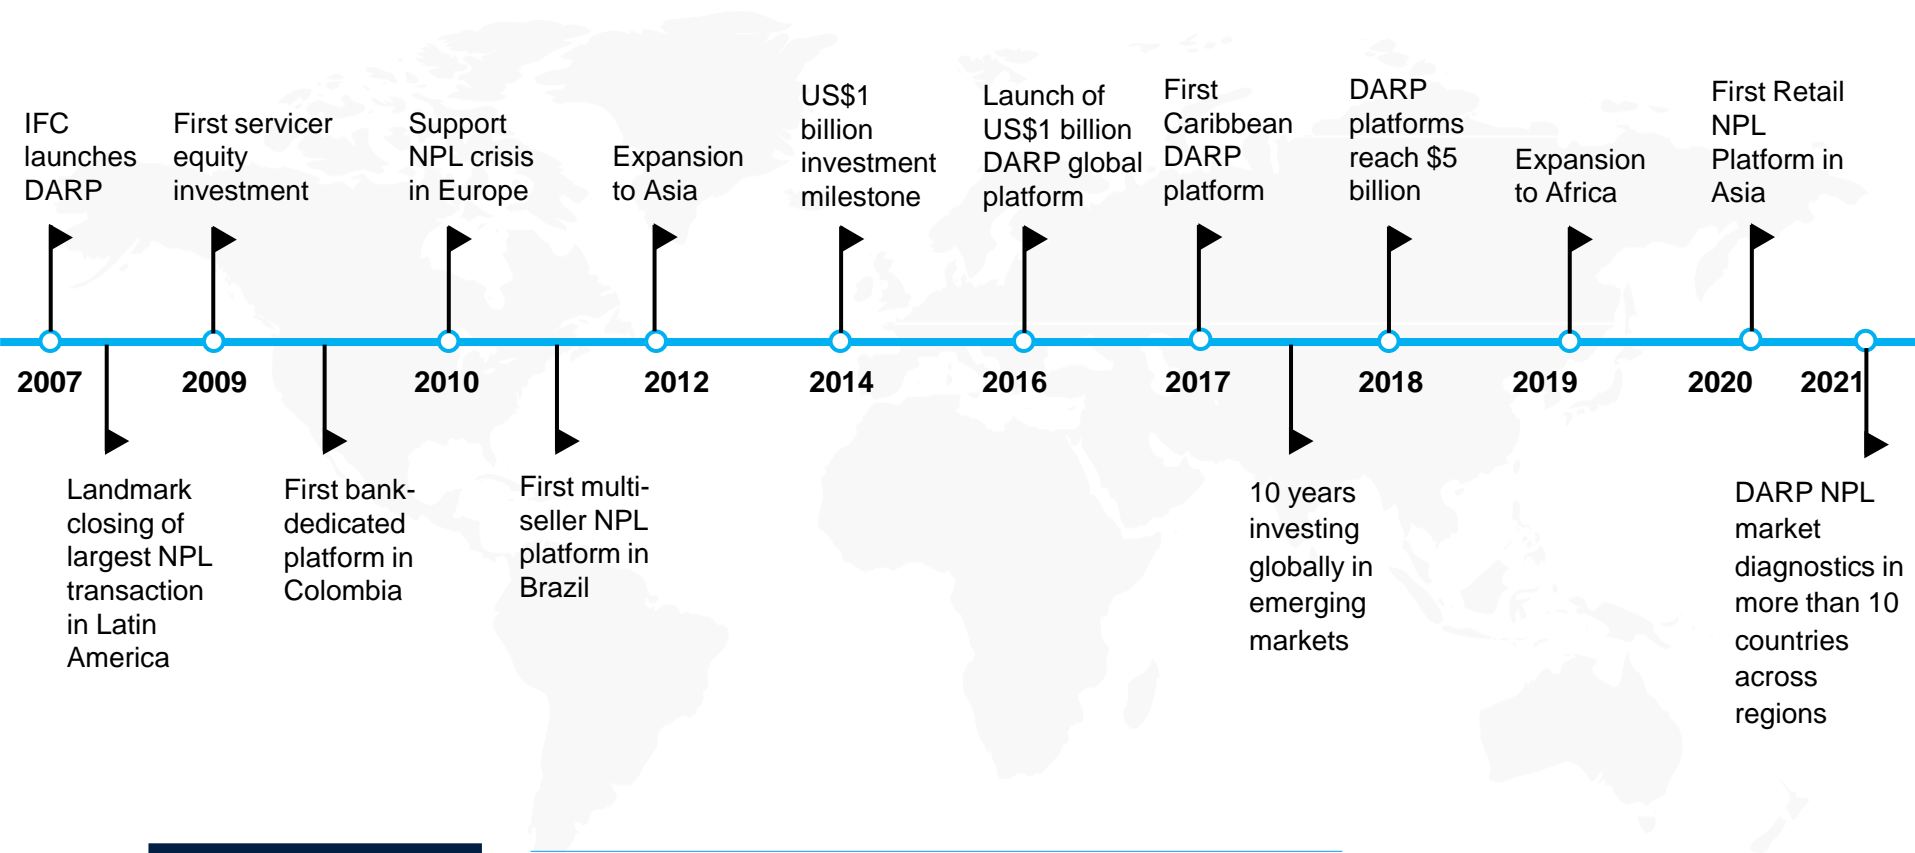 IFC
launches
DARP
First servicer
equity
investment
Support
NPL crisis
in Europe
Expansion
to Asia
US$1
billion
investment
milestone
Launch of
US$1 billion
DARP global
platform
First
Caribbean
DARP
platform
DARP
platforms
reach $5
billion
Expansion
to Africa
First Retail
NPL
Platform in
Asia
2007
2009
2010
2012
2014
2016
2017
2018
2019
2020
2021
Landmark
closing of
largest NPL
transaction
in Latin
America
First bank-
dedicated
platform in
Colombia
First multi-
seller NPL
platform in
Brazil
10 years
investing
globally in
emerging
markets
DARP NPL
market
diagnostics in
more than 10
countries
across
regions